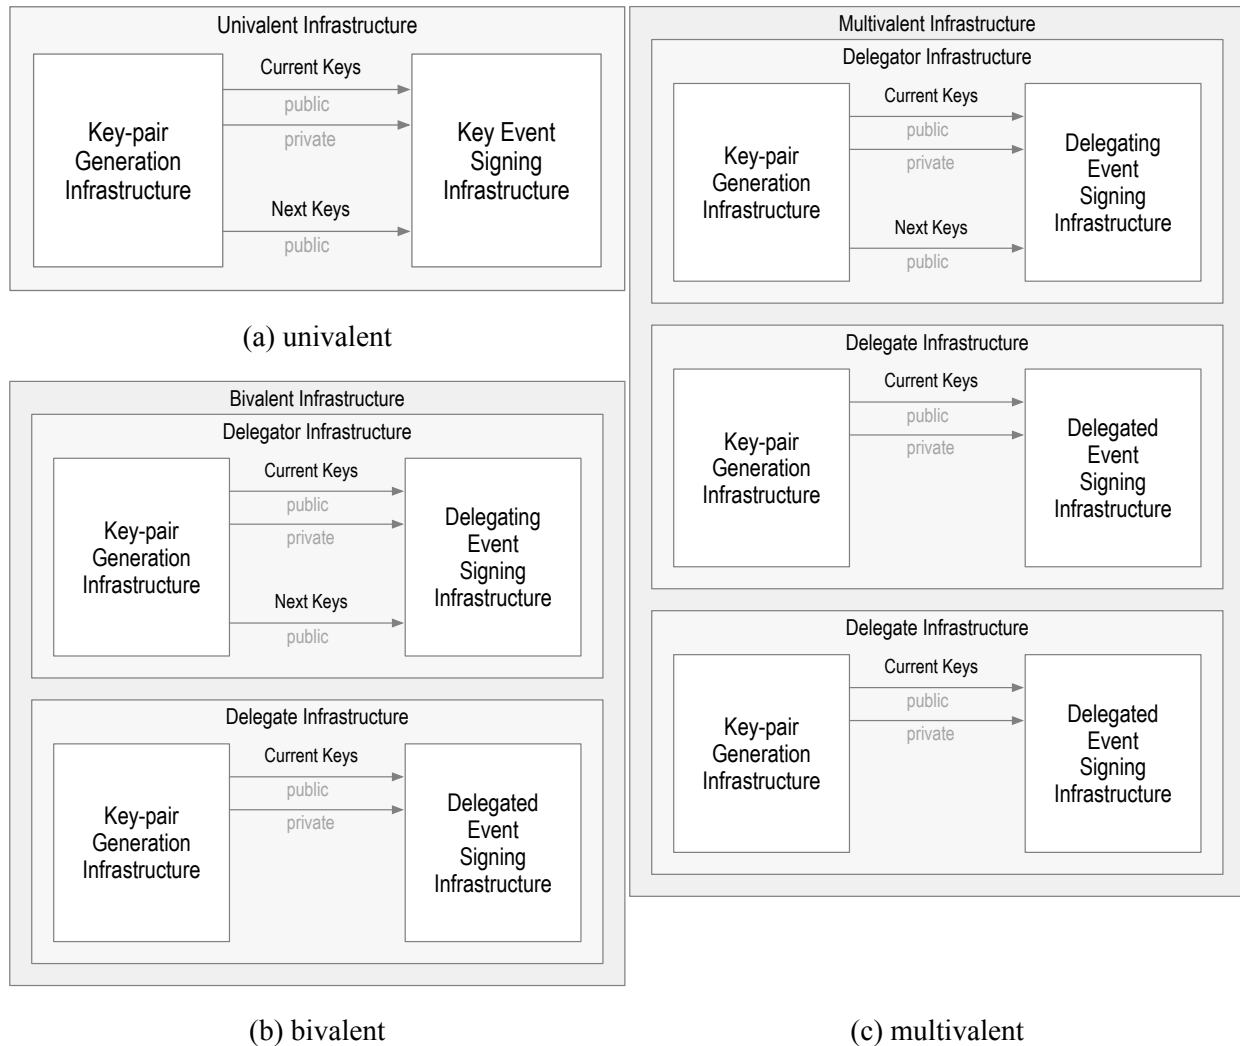 Univalent Infrastructure
Key-pair
Generation
Infrastructure
Current Keys
public
private
Next Keys
public
Key Event
Signing
Infrastructure
(a) univalent
Bivalent Infrastructure
Delegator Infrastructure
Key-pair
Generation
Infrastructure
Current Keys
public
private
Next Keys
public
Delegating
Event
Signing
Infrastructure
Delegate Infrastructure
Key-pair
Generation
Infrastructure
Current Keys
public
private
Delegated
Event
Signing
Infrastructure
(b) bivalent
Multivalent Infrastructure
Delegator Infrastructure
Key-pair
Generation
Infrastructure
Current Keys
public
private
Next Keys
public
Delegating
Event
Signing
Infrastructure
Delegate Infrastructure
Key-pair
Generation
Infrastructure
Current Keys
public
private
Delegated
Event
Signing
Infrastructure
Delegate Infrastructure
Key-pair
Generation
Infrastructure
Current Keys
public
private
Delegated
Event
Signing
Infrastructure
(c) multivalent